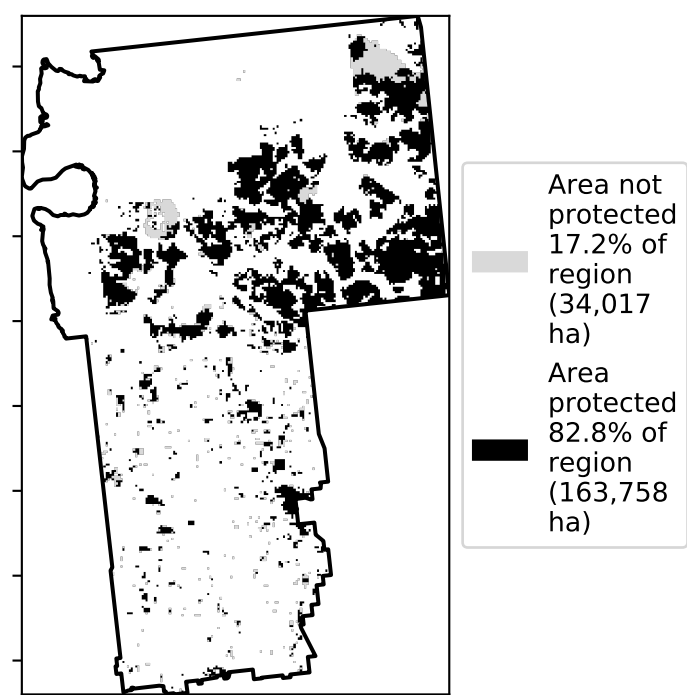 Area not
protected
17.2% of
region
(34,017
ha)
Area
protected
82.8% of
region
(163,758
ha)